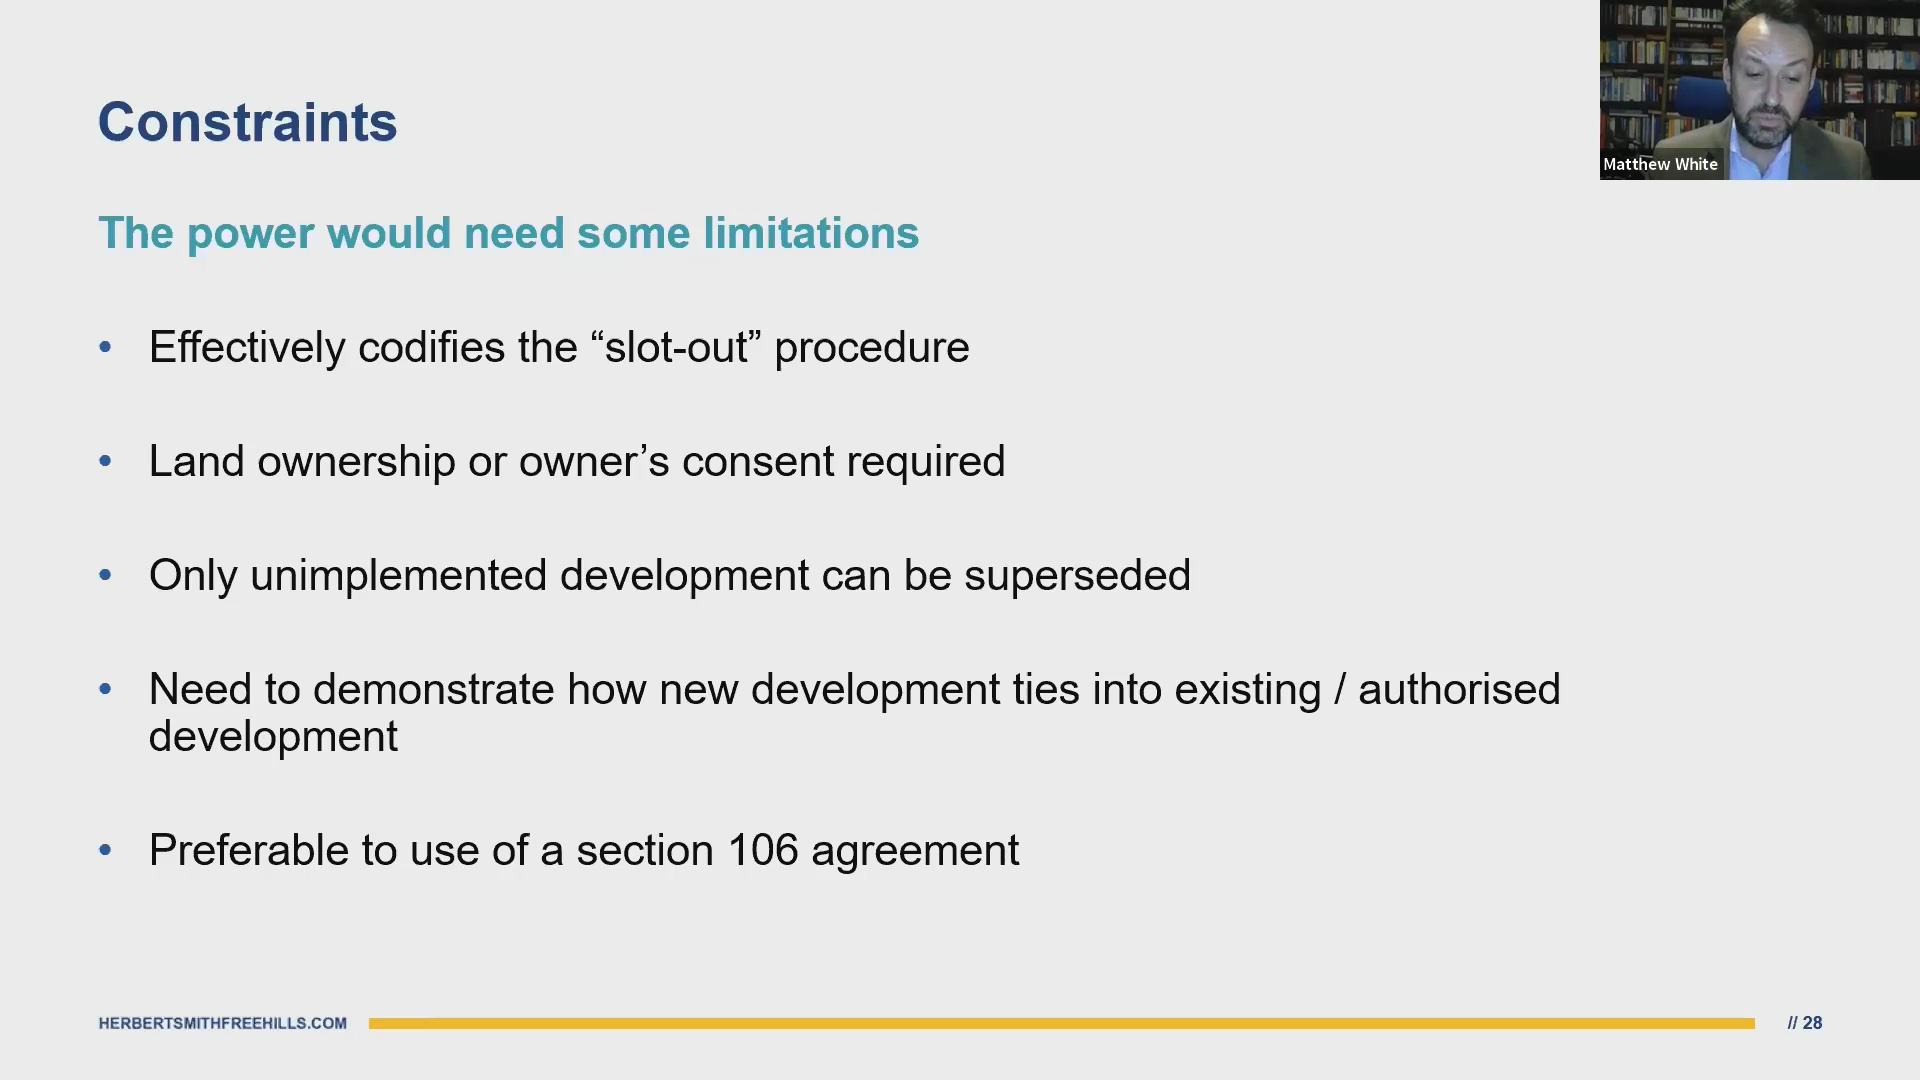 Matthew White
Constraints
The power would need some limitations
• Effectively codifies the “slot-out” procedure
• Land ownership or owner’s consent required
• Only unimplemented development can be superseded
• Need to demonstrate how new development ties into existing / authorised
development
• Preferable to use of a section 106 agreement
HERBERTSMITHFREEHILLS.COM
// 28